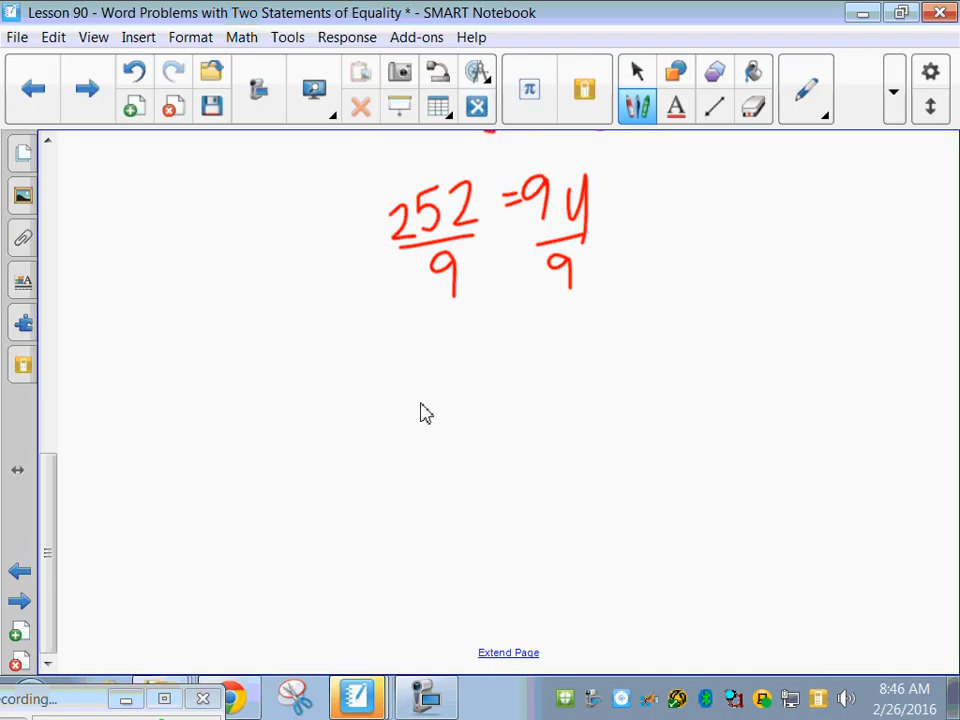 Lesson 90 - Word Problems with Two Statements of Equality * - SMART Notebook
File Edit View Insert Format Math Tools Response Add-ons Help
252 = 9y
9 9
Extend Page
ecording...
8:46 AM
2/26/2016